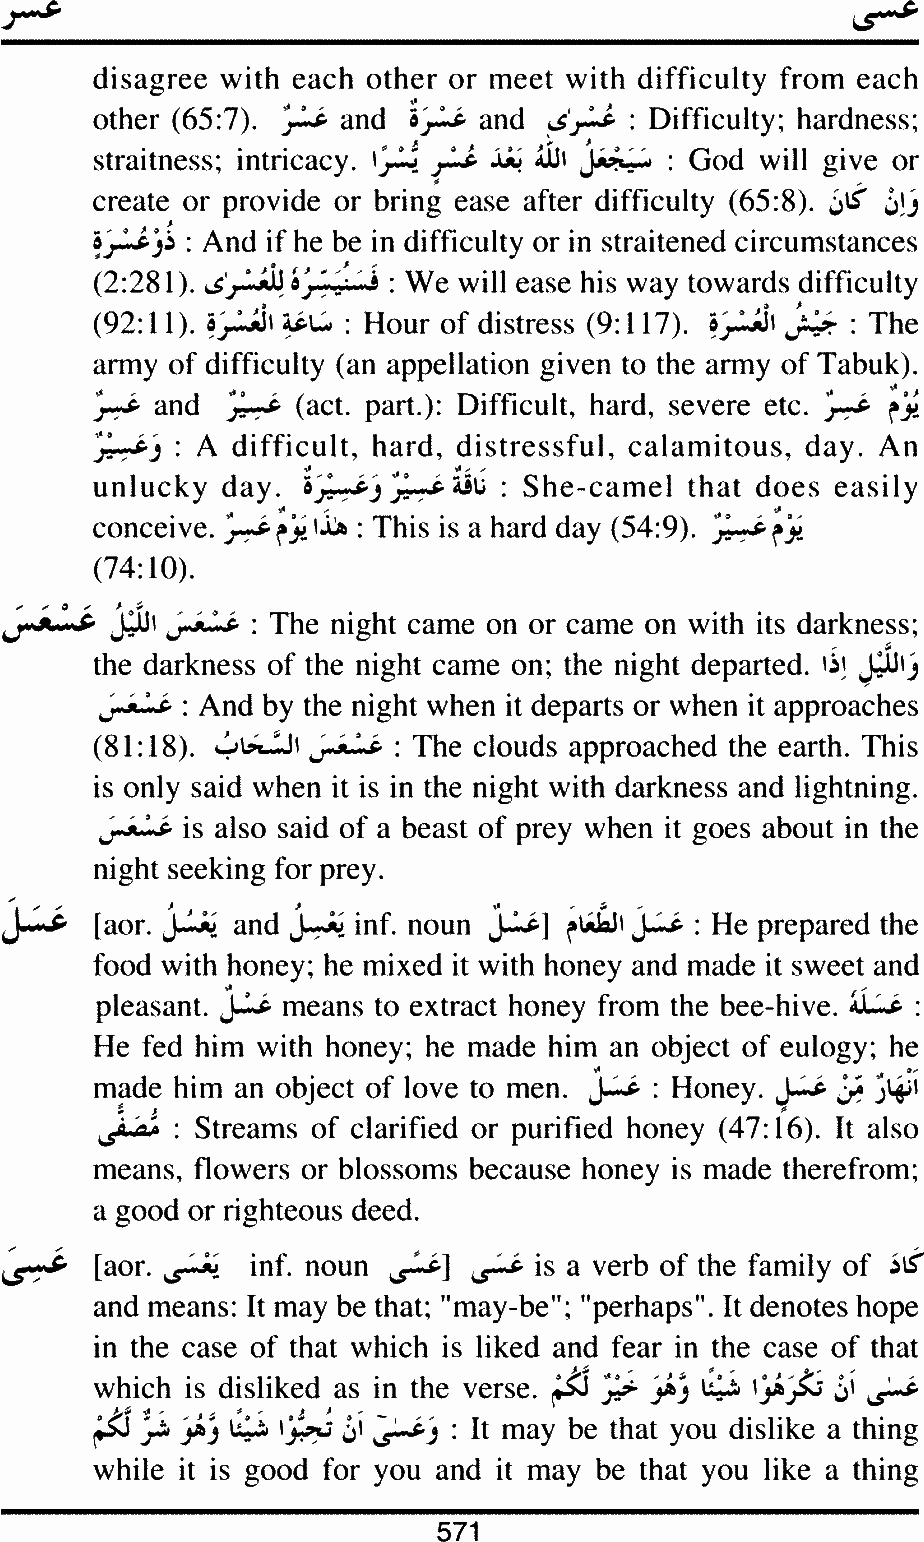 عسر عسى
disagree with each other or meet with difficulty from each
other (65:7). عُسْرٌ and عُسْرَةٌ and عُسْرٰى : Difficulty; hardness;
straitness; intricacy. سَيَجْعَلُ اللّٰهُ بَعْدَ عُسْرٍ يُّسْرًا : God will give or
create or provide or bring ease after difficulty (65:8). وَاِنْ كَانَ
ذُوْعُسْرَةٍ : And if he be in difficulty or in straitened circumstances
(2:281). فَسَنُيَسِّرُهٗ لِلْعُسْرٰى : We will ease his way towards difficulty
(92:11). سَاعَةِ الْعُسْرَةِ : Hour of distress (9:117). جَيْشُ الْعُسْرَةِ : The
army of difficulty (an appellation given to the army of Tabuk).
عَسِرٌ and عَسِيْرٌ (act. part.): Difficult, hard, severe etc. يَوْمٌ عَسِرٌ
وَعَسِيْرٌ : A difficult, hard, distressful, calamitous, day. An
unlucky day. نَاقَةٌ عَسِيْرٌ وَعَسِيْرَةٌ : She-camel that does easily
conceive. هٰذَا يَوْمٌ عَسِرٌ : This is a hard day (54:9). يَوْمٌ عَسِيْرٌ
(74:10).
عَسْعَسَ عَسْعَسَ اللَّيْلُ : The night came on or came on with its darkness;
the darkness of the night came on; the night departed. وَاللَّيْلِ اِذَا
عَسْعَسَ : And by the night when it departs or when it approaches
(81:18). عَسْعَسَ السَّحَابُ : The clouds approached the earth. This
is only said when it is in the night with darkness and lightning.
عَسْعَسَ is also said of a beast of prey when it goes about in the
night seeking for prey.
عَسَلَ [aor. يَعْسُلُ and يَعْسِلُ inf. noun عَسْلٌ] عَسَلَ الطَّعَامَ : He prepared the
food with honey; he mixed it with honey and made it sweet and
pleasant. عَسْلٌ means to extract honey from the bee-hive. عَسَلَهُ :
He fed him with honey; he made him an object of eulogy; he
made him an object of love to men. عَسَلٌ : Honey. اَنْهَارٌ مِّنْ عَسَلٍ
مُّصَفًّى : Streams of clarified or purified honey (47:16). It also
means, flowers or blossoms because honey is made therefrom;
a good or righteous deed.
عَسِىَ [aor. يَعْسَى inf. noun عَسًى] عَسَى is a verb of the family of كَادَ
and means: It may be that; "may-be"; "perhaps". It denotes hope
in the case of that which is liked and fear in the case of that
which is disliked as in the verse. عَسٰى اَنْ تَكْرَهُوْا شَيْئًا وَهُوَ خَيْرٌ لَّكُمْ
وَعَسٰىٓ اَنْ تُحِبُّوْا شَيْئًا وَّهُوَ شَرٌّ لَّكُمْ : It may be that you dislike a thing
while it is good for you and it may be that you like a thing
571